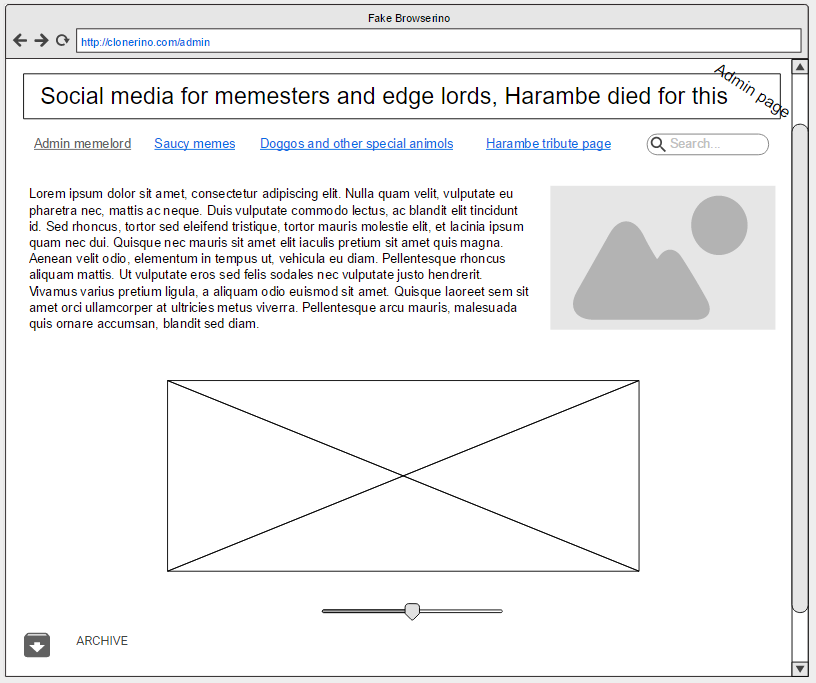 Fake Browserino
http://clonerino.com/admin
Admin page
Social media for memesters and edge lords, Harambe died for this
Admin memelord Saucy memes Doggos and other special animols Harambe tribute page Search...
Lorem ipsum dolor sit amet, consectetur adipiscing elit. Nulla quam velit, vulputate eu
pharetra nec, mattis ac neque. Duis vulputate commodo lectus, ac blandit elit tincidunt
id. Sed rhoncus, tortor sed eleifend tristique, tortor mauris molestie elit, et lacinia ipsum
quam nec dui. Quisque nec mauris sit amet elit iaculis pretium sit amet quis magna.
Aenean velit odio, elementum in tempus ut, vehicula eu diam. Pellentesque rhoncus
aliquam mattis. Ut vulputate eros sed felis sodales nec vulputate justo hendrerit.
Vivamus varius pretium ligula, a aliquam odio euismod sit amet. Quisque laoreet sem sit
amet orci ullamcorper at ultricies metus viverra. Pellentesque arcu mauris, malesuada
quis ornare accumsan, blandit sed diam.
ARCHIVE